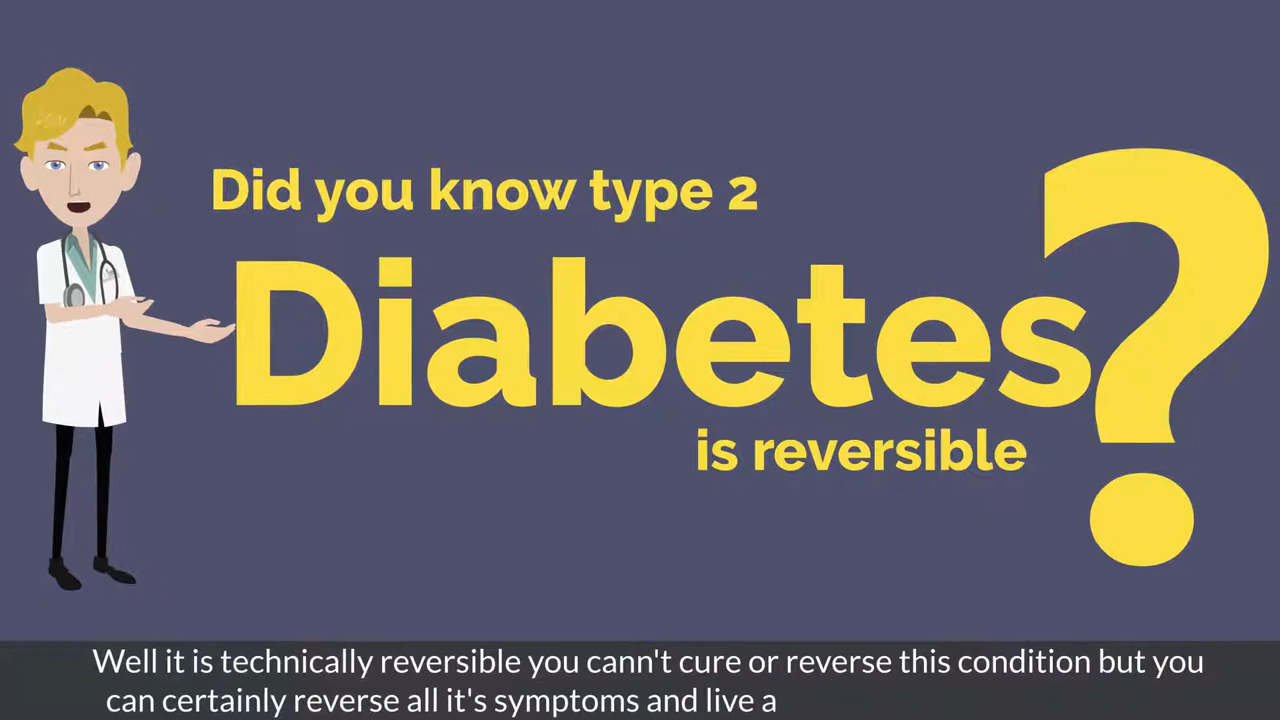 Did you know type 2
Diabetes?
is reversible
Well it is technically reversible you cann't cure or reverse this condition but you
can certainly reverse all it's symptoms and live a